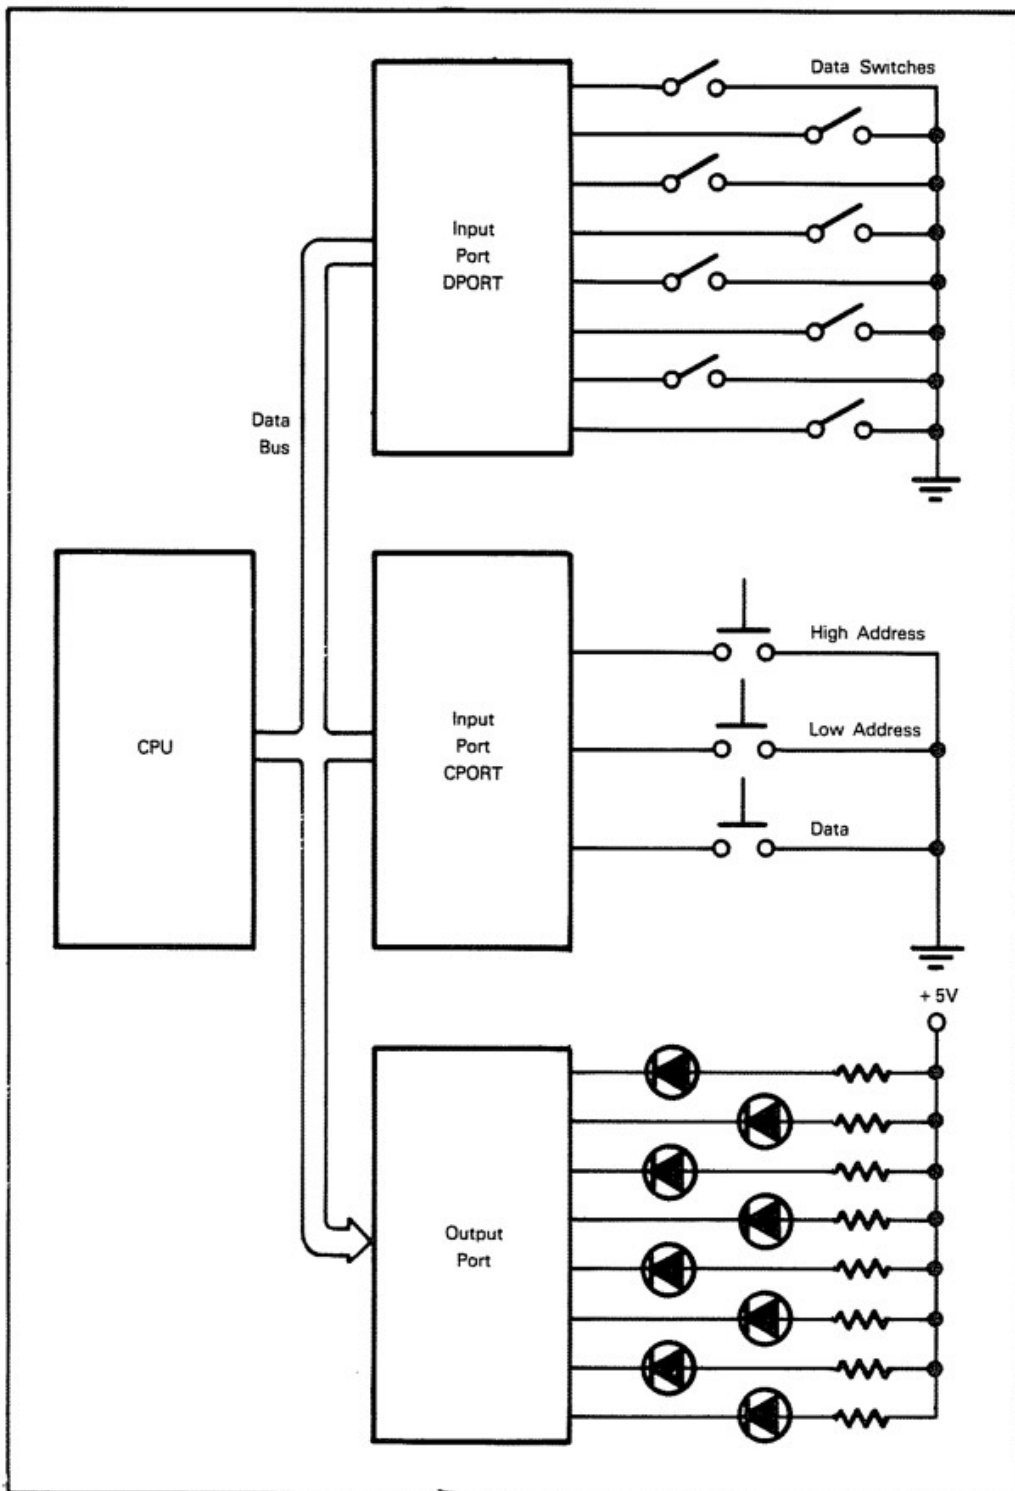 Data Switches
Input
Port
DPORT
Data
Bus
CPU
Input
Port
CPORT
High Address
Low Address
Data
+ 5V
Output
Port